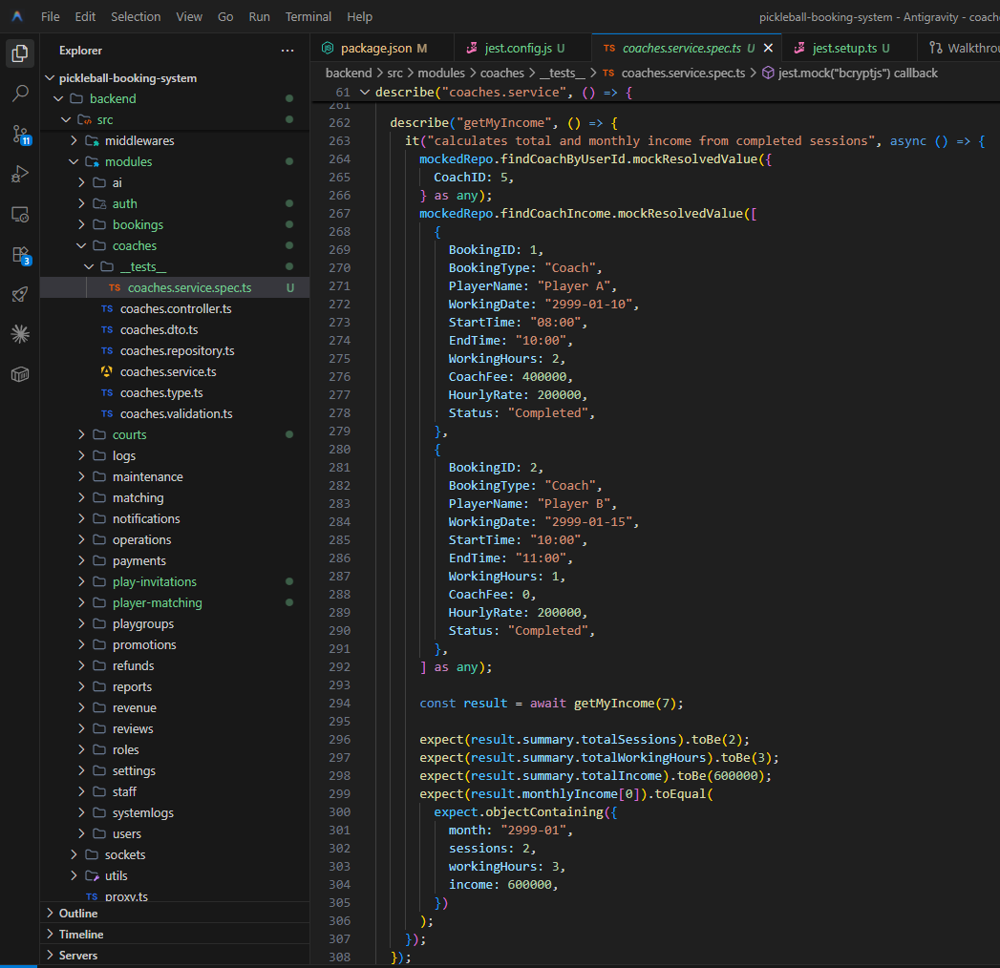 File Edit Selection View Go Run Terminal Help
pickleball-booking-system - Antigravity - coache
Explorer ...
pickleball-booking-system
backend
src
middlewares
modules
ai
auth
bookings
coaches
__tests__
TS coaches.service.spec.ts U
TS coaches.controller.ts
TS coaches.dto.ts
TS coaches.repository.ts
coaches.service.ts
TS coaches.type.ts
TS coaches.validation.ts
courts
logs
maintenance
matching
notifications
operations
payments
play-invitations
player-matching
playgroups
promotions
refunds
reports
revenue
reviews
roles
settings
staff
systemlogs
users
sockets
utils
TS proxy.ts
Outline
Timeline
Servers
11
3
package.json M
jest.config.js U
TS coaches.service.spec.ts U
jest.setup.ts U
Walkthrou
backend > src > modules > coaches > __tests__ > TS coaches.service.spec.ts > jest.mock("bcryptjs") callback
61 describe("coaches.service", () => {
261
262 describe("getMyIncome", () => {
263 it("calculates total and monthly income from completed sessions", async () => {
264 mockedRepo.findCoachByUserId.mockResolvedValue({
265 CoachID: 5,
266 } as any);
267 mockedRepo.findCoachIncome.mockResolvedValue([
268 {
269 BookingID: 1,
270 BookingType: "Coach",
271 PlayerName: "Player A",
272 WorkingDate: "2999-01-10",
273 StartTime: "08:00",
274 EndTime: "10:00",
275 WorkingHours: 2,
276 CoachFee: 400000,
277 HourlyRate: 200000,
278 Status: "Completed",
279 },
280 {
281 BookingID: 2,
282 BookingType: "Coach",
283 PlayerName: "Player B",
284 WorkingDate: "2999-01-15",
285 StartTime: "10:00",
286 EndTime: "11:00",
287 WorkingHours: 1,
288 CoachFee: 0,
289 HourlyRate: 200000,
290 Status: "Completed",
291 },
292 ] as any);
293
294 const result = await getMyIncome(7);
295
296 expect(result.summary.totalSessions).toBe(2);
297 expect(result.summary.totalWorkingHours).toBe(3);
298 expect(result.summary.totalIncome).toBe(600000);
299 expect(result.monthlyIncome[0]).toEqual(
300 expect.objectContaining({
301 month: "2999-01",
302 sessions: 2,
303 workingHours: 3,
304 income: 600000,
305 })
306 );
307 });
308 });